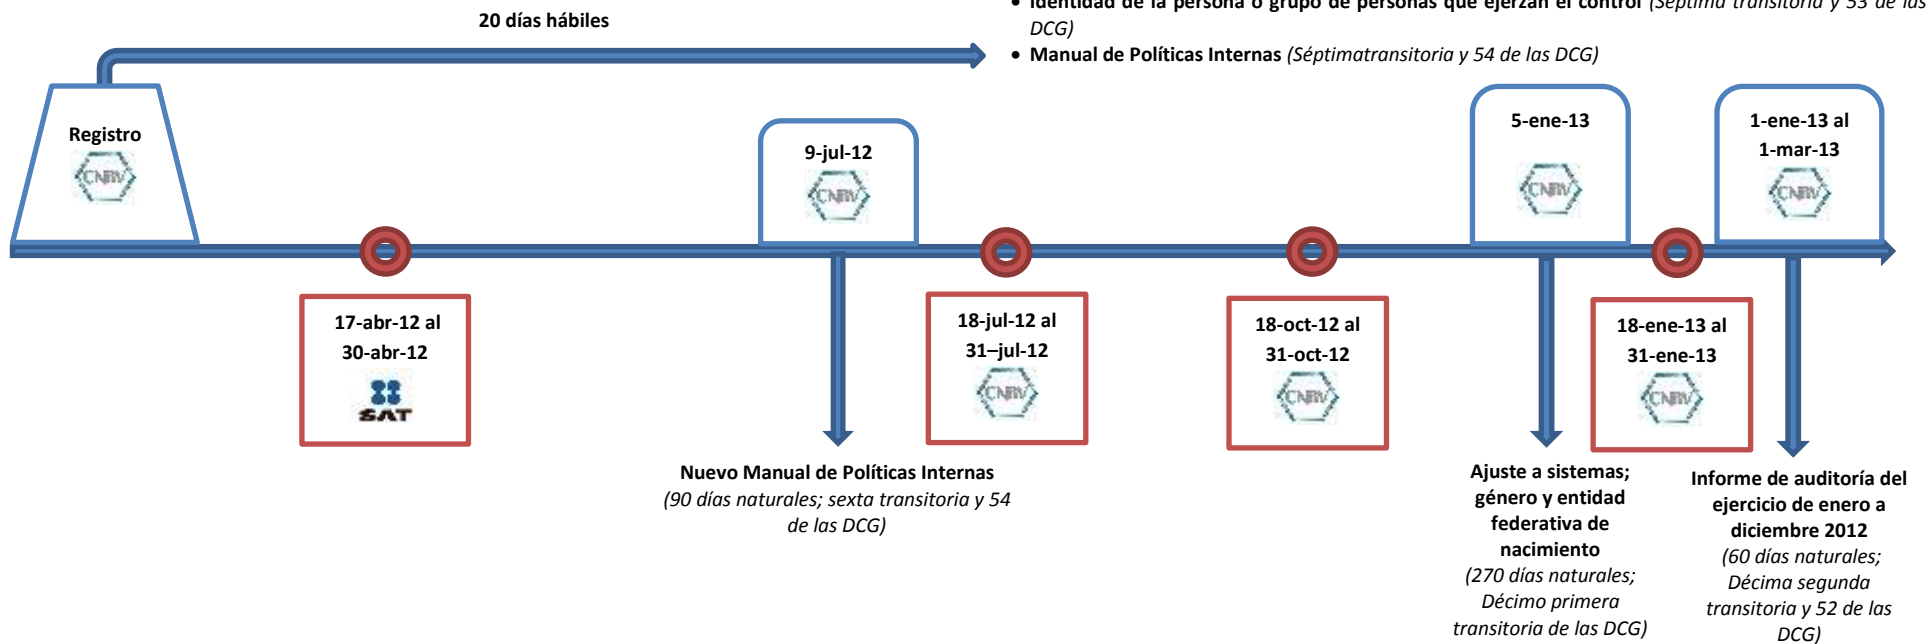 • Identidad de la persona o grupo de personas que ejerzan el control (Séptima transitoria y 53 de las
DCG)
20 días hábiles
• Manual de Políticas Internas (Séptimatransitoria y 54 de las DCG)
Registro
CNBV
9-jul-12
CNBV
5-ene-13
CNBV
1-ene-13 al
1-mar-13
CNBV
17-abr-12 al
30-abr-12
SAT
18-jul-12 al
31–jul-12
CNBV
18-oct-12 al
31-oct-12
CNBV
18-ene-13 al
31-ene-13
CNBV
Nuevo Manual de Políticas Internas
(90 días naturales; sexta transitoria y 54
de las DCG)
Ajuste a sistemas;
género y entidad
federativa de
nacimiento
(270 días naturales;
Décimo primera
transitoria de las DCG)
Informe de auditoría del
ejercicio de enero a
diciembre 2012
(60 días naturales;
Décima segunda
transitoria y 52 de las
DCG)